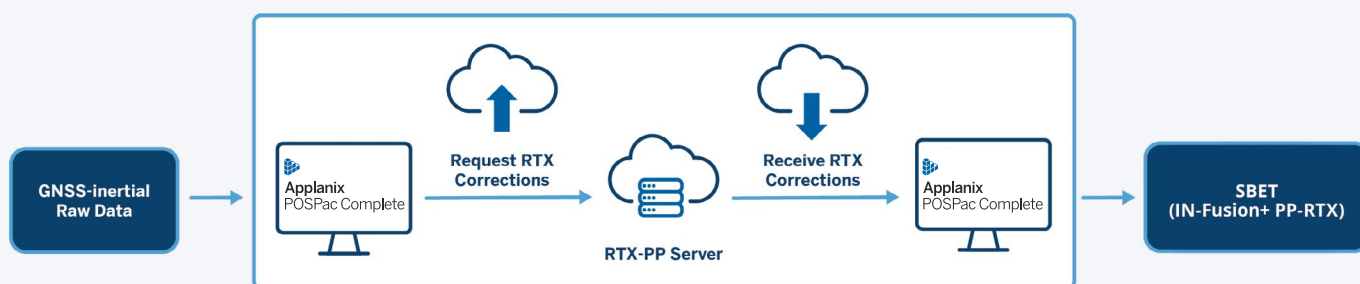 GNSS-inertial
Raw Data
Applanix
POSPac Complete
Request RTX
Corrections
RTX-PP Server
Receive RTX
Corrections
Applanix
POSPac Complete
SBET
(IN-Fusion+ PP-RTX)